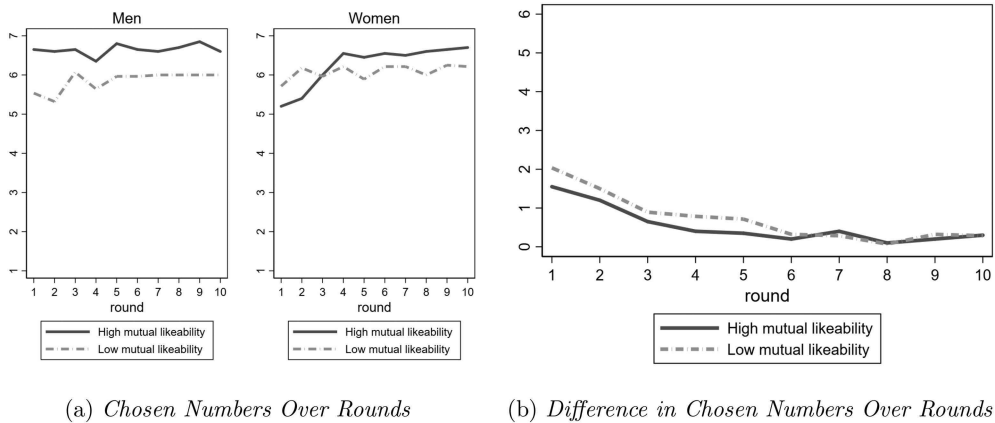 Men
7
6
5
4
3
2
1
1 2 3 4 5 6 7 8 9 10
round
High mutual likeability
Low mutual likeability
Women
7
6
5
4
3
2
1
1 2 3 4 5 6 7 8 9 10
round
High mutual likeability
Low mutual likeability
(a) Chosen Numbers Over Rounds
6
5
4
3
2
1
0
1 2 3 4 5 6 7 8 9 10
round
High mutual likeability
Low mutual likeability
(b) Difference in Chosen Numbers Over Rounds